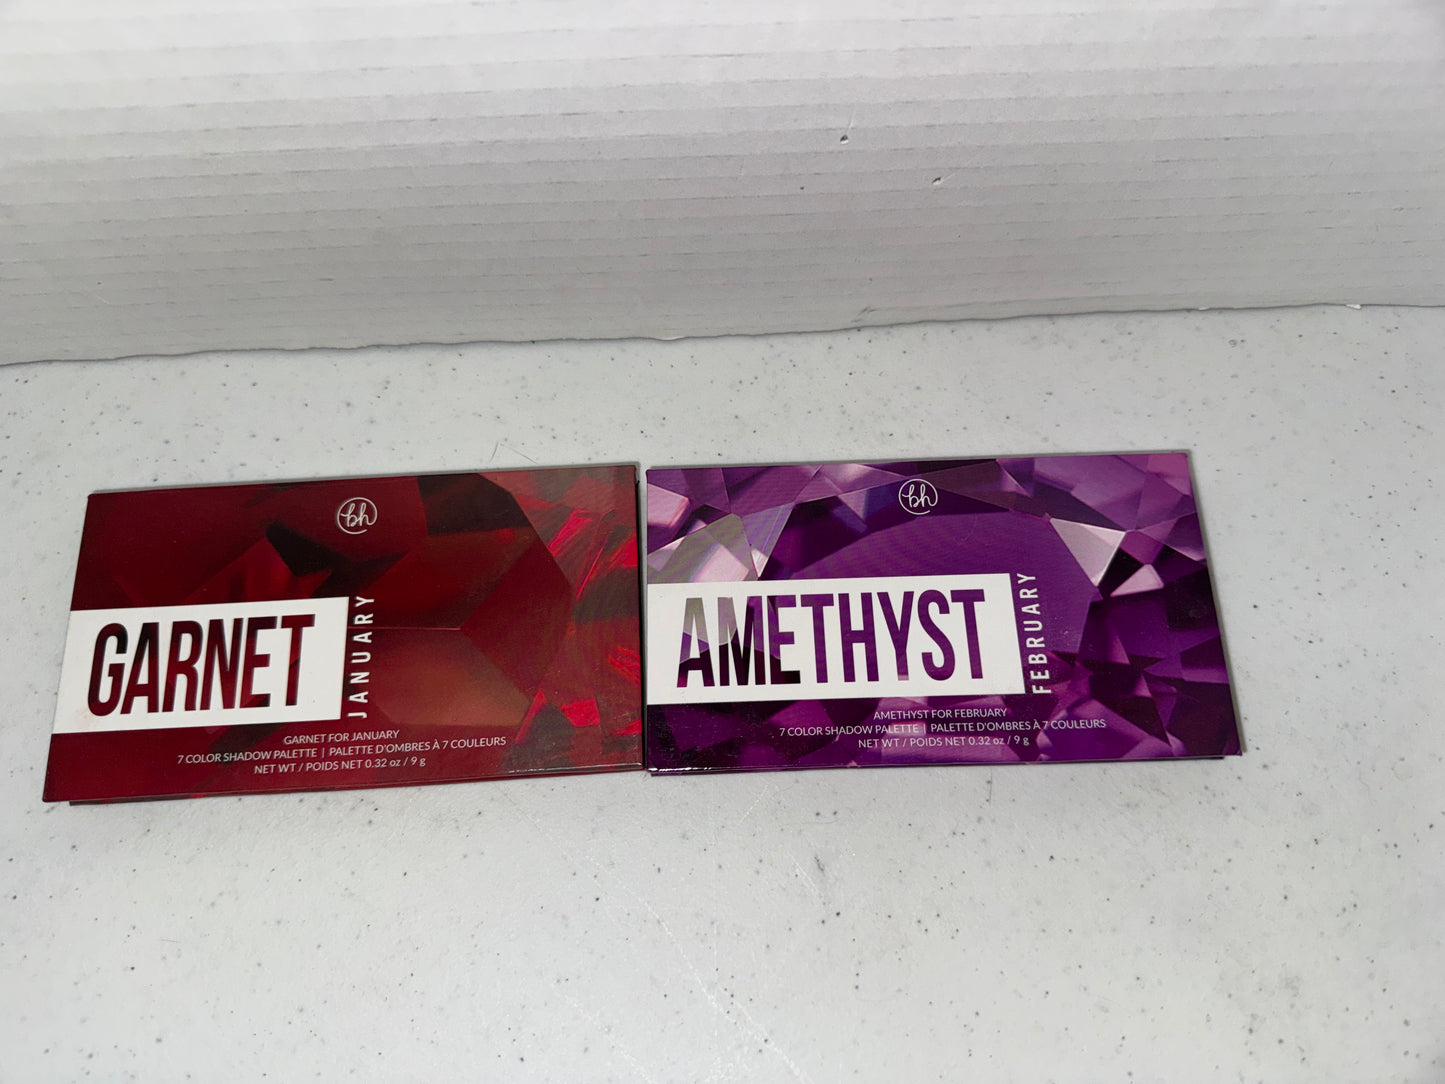 bh
GARNET
JANUARY
GARNET FOR JANUARY
7 COLOR SHADOW PALETTE | PALETTE D'OMBRES À 7 COULEURS
NET WT / POIDS NET 0.32 oz / 9 g
bh
AMETHYST
FEBRUARY
AMETHYST FOR FEBRUARY
7 COLOR SHADOW PALETTE | PALETTE D'OMBRES À 7 COULEURS
NET WT / POIDS NET 0.32 oz / 9 g